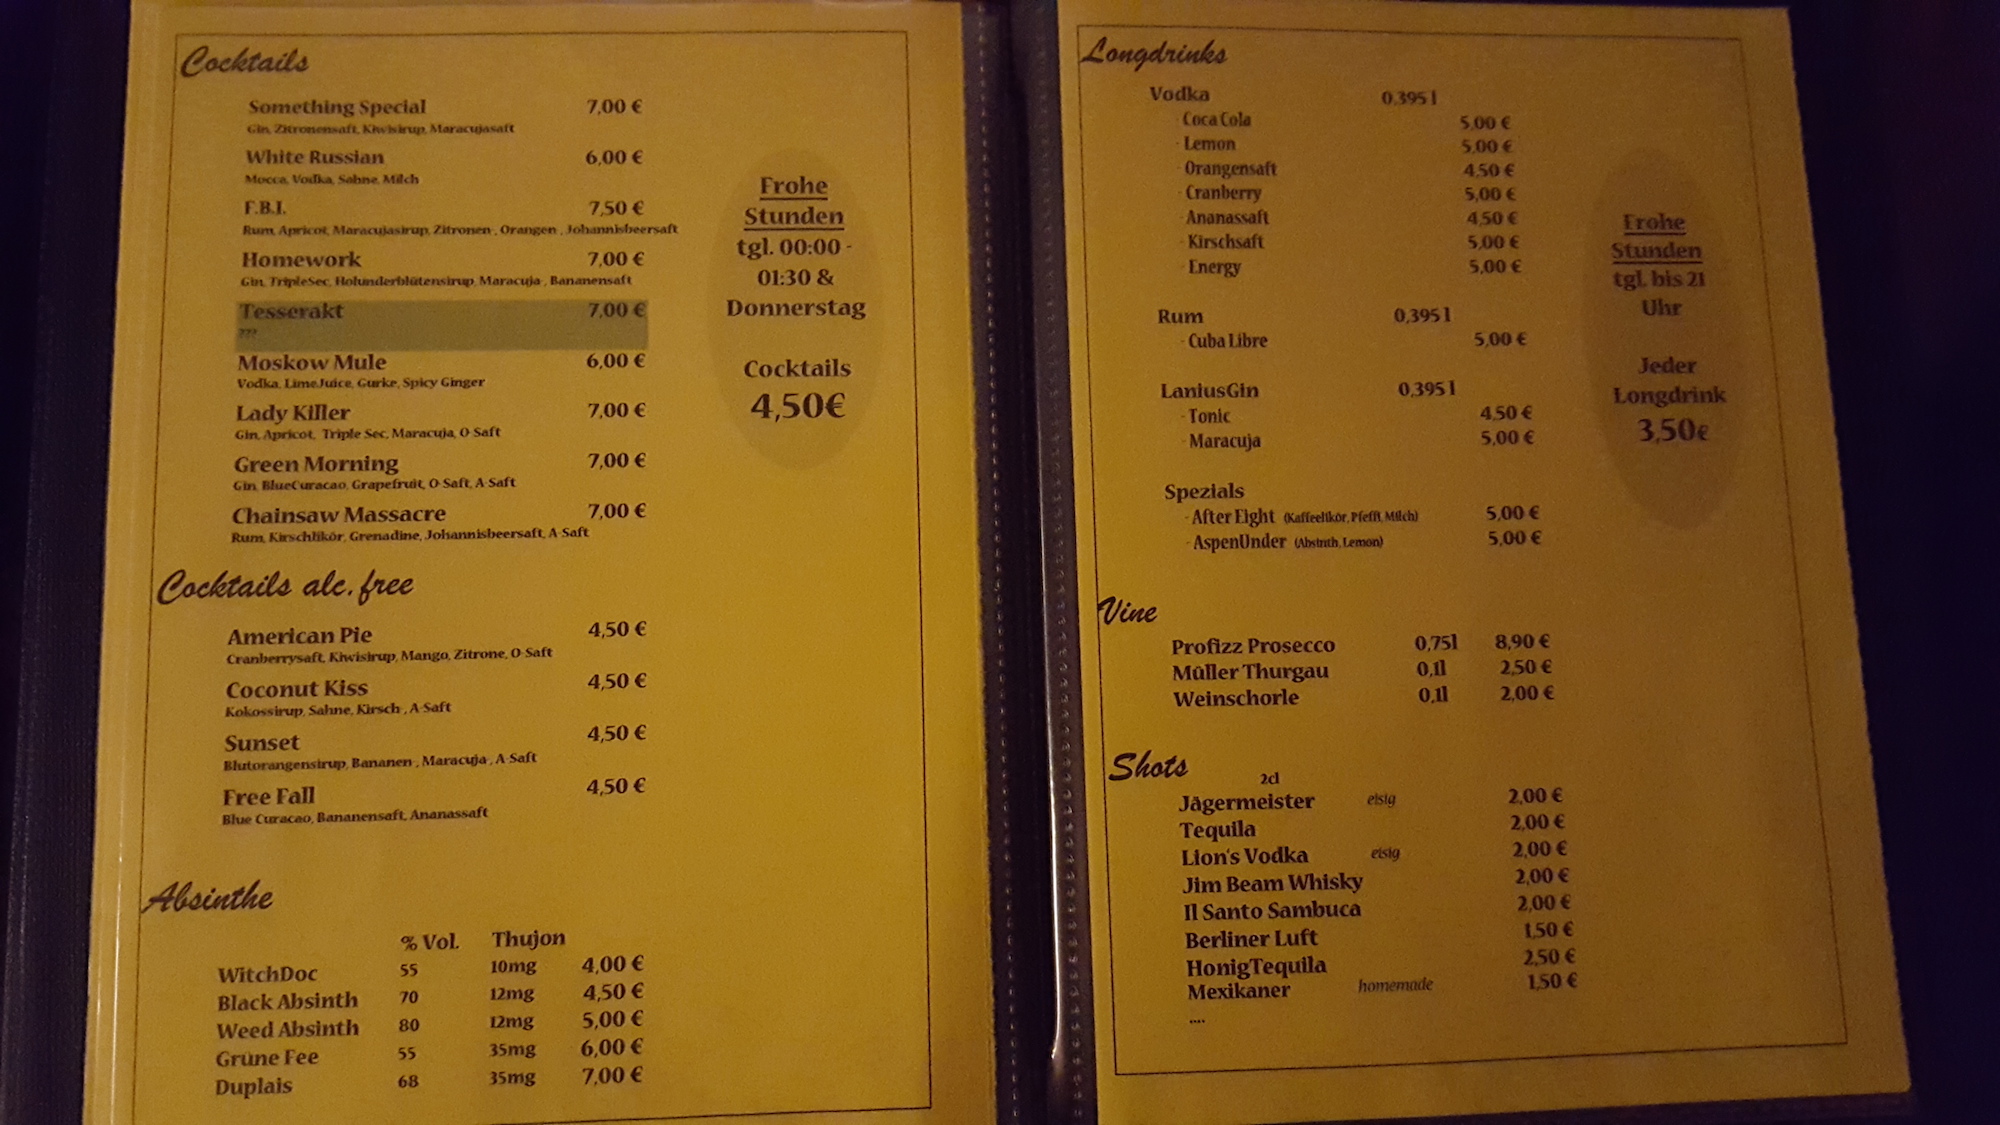 Cocktails
Something Special 7,00 €
Gin, Zitronensaft, Kiwisirup, Maracujasaft
White Russian 6,00 €
Mocca, Vodka, Sahne, Milch
F.B.I. 7,50 €
Rum, Apricot, Maracujasirup, Zitronen , Orangen , Johannisbeersaft
Homework 7,00 €
Gin, TripleSec, Holunderblütensirup, Maracuja , Bananensaft
Tesserakt 7,00 €
???
Moskow Mule 6,00 €
Vodka, LimeJuice, Gurke, Spicy Ginger
Lady Killer 7,00 €
Gin, Apricot, Triple Sec, Maracuja, O-Saft
Green Morning 7,00 €
Gin, BlueCuracao, Grapefruit, O-Saft, A-Saft
Chainsaw Massacre 7,00 €
Rum, Kirschlikör, Grenadine, Johannisbeersaft, A-Saft
Frohe
Stunden
tgl. 00:00 -
01:30 &
Donnerstag
Cocktails
4,50€
Cocktails alc. free
American Pie 4,50 €
Cranberrysaft, Kiwisirup, Mango, Zitrone, O-Saft
Coconut Kiss 4,50 €
Kokossirup, Sahne, Kirsch , A-Saft
Sunset 4,50 €
Blutorangensirup, Bananen , Maracuja , A-Saft
Free Fall 4,50 €
Blue Curacao, Bananensaft, Ananassaft
Absinthe
% Vol. Thujon
WitchDoc 55 10mg 4,00 €
Black Absinth 70 12mg 4,50 €
Weed Absinth 80 12mg 5,00 €
Grüne Fee 55 35mg 6,00 €
Duplais 68 35mg 7,00 €
Longdrinks
Vodka 0,395 l
- Coca Cola 5,00 €
- Lemon 5,00 €
- Orangensaft 4,50 €
- Cranberry 5,00 €
- Ananassaft 4,50 €
- Kirschsaft 5,00 €
- Energy 5,00 €
Rum 0,395 l
- Cuba Libre 5,00 €
LaniusGin 0,395 l
- Tonic 4,50 €
- Maracuja 5,00 €
Spezials
- After Eight (Kaffeelikör, Pfeffi, Milch) 5,00 €
- AspenUnder (Absinth, Lemon) 5,00 €
Frohe
Stunden
tgl. bis 21
Uhr
Jeder
Longdrink
3,50€
Vine
Profizz Prosecco 0,75l 8,90 €
Müller Thurgau 0,1l 2,50 €
Weinschorle 0,1l 2,00 €
Shots
2cl
Jägermeister eisig 2,00 €
Tequila 2,00 €
Lion's Vodka eisig 2,00 €
Jim Beam Whisky 2,00 €
Il Santo Sambuca 2,00 €
Berliner Luft 1,50 €
HonigTequila 2,50 €
Mexikaner homemade 1,50 €
....